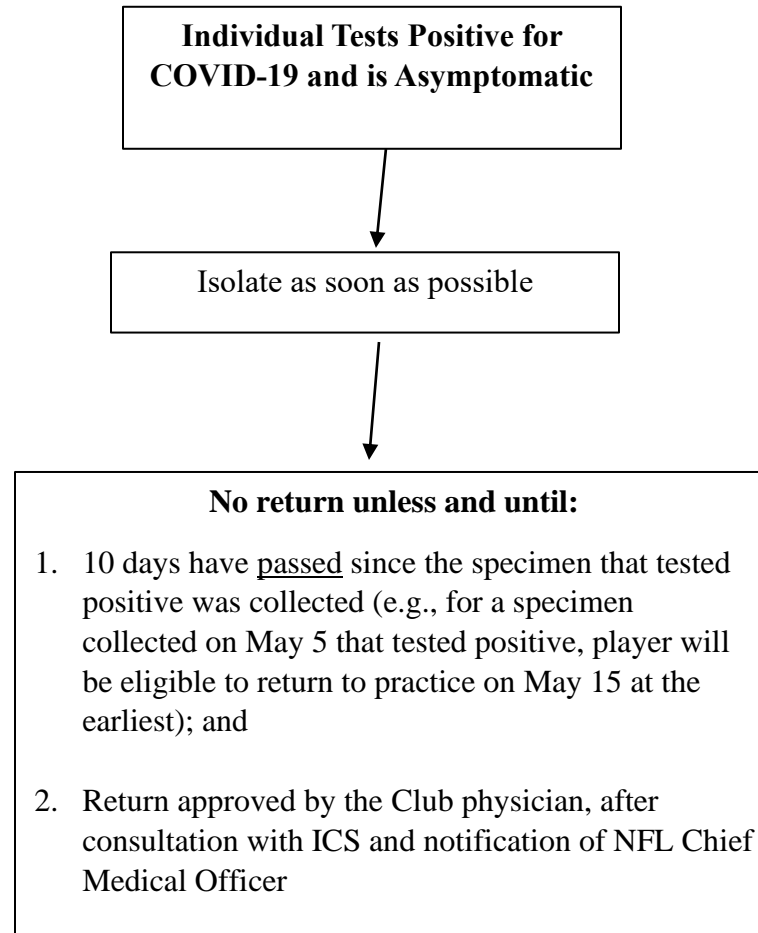 Individual Tests Positive for
COVID-19 and is Asymptomatic
Isolate as soon as possible
No return unless and until:
1. 10 days have passed since the specimen that tested
positive was collected (e.g., for a specimen
collected on May 5 that tested positive, player will
be eligible to return to practice on May 15 at the
earliest); and
2. Return approved by the Club physician, after
consultation with ICS and notification of NFL Chief
Medical Officer